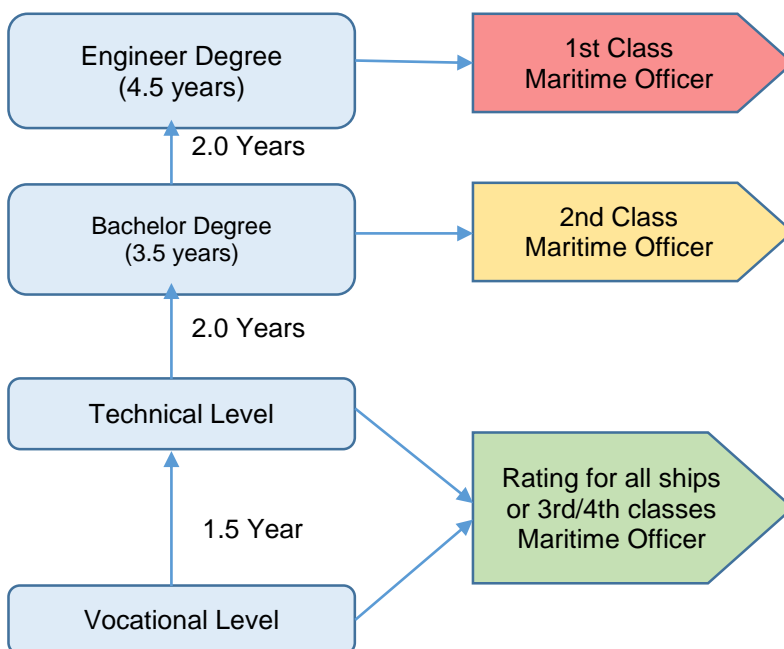 Engineer Degree
(4.5 years)
1st Class
Maritime Officer
2.0 Years
Bachelor Degree
(3.5 years)
2nd Class
Maritime Officer
2.0 Years
Technical Level
Rating for all ships
or 3rd/4th classes
Maritime Officer
1.5 Year
Vocational Level